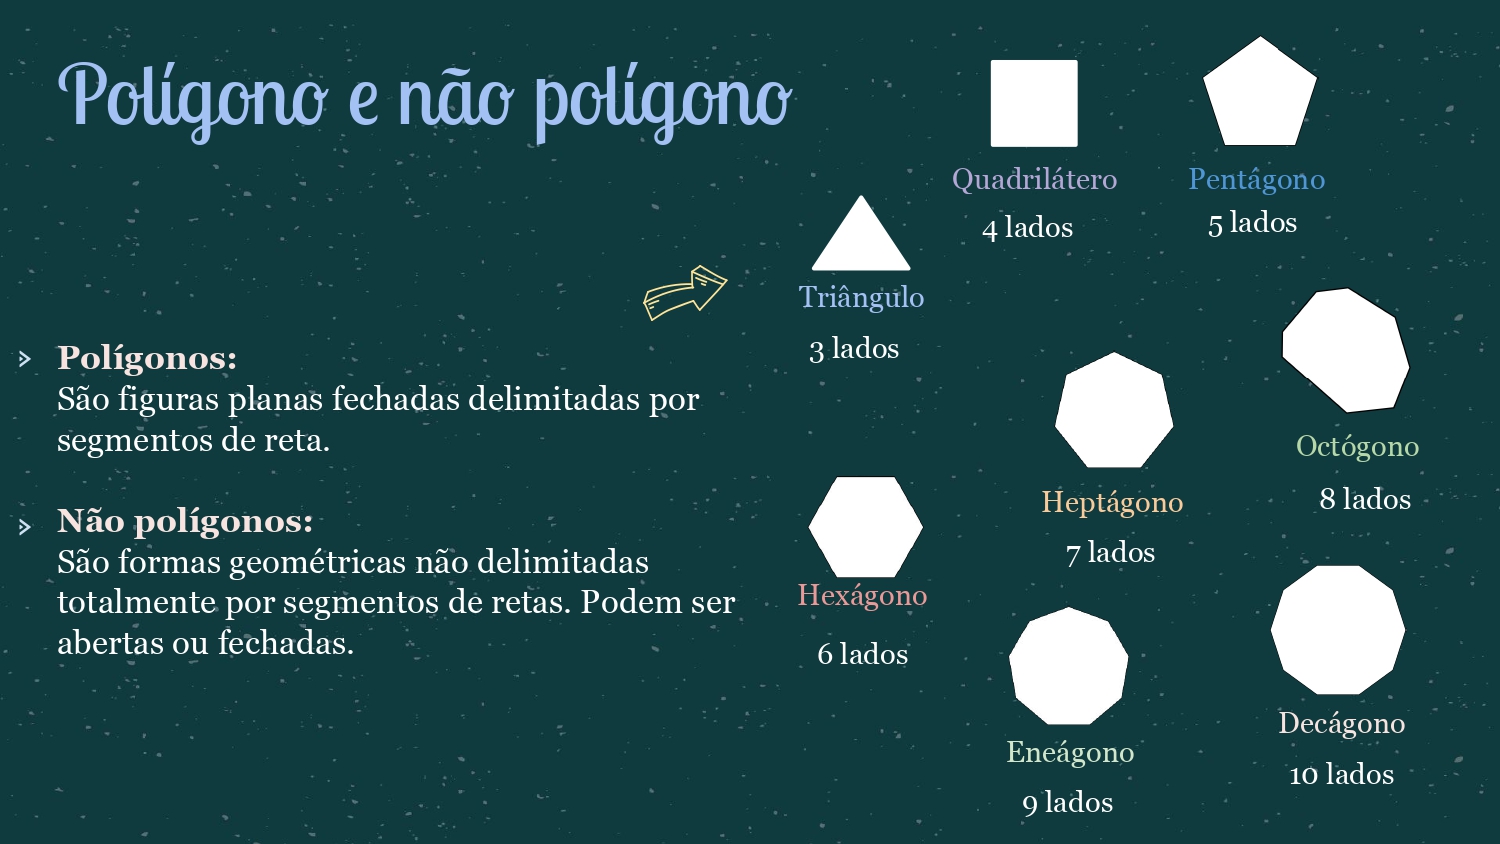 Polígono e não polígono
Polígonos:
São figuras planas fechadas delimitadas por
segmentos de reta.
Não polígonos:
São formas geométricas não delimitadas
totalmente por segmentos de retas. Podem ser
abertas ou fechadas.
Triângulo
3 lados
Quadrilátero
4 lados
Pentágono
5 lados
Hexágono
6 lados
Heptágono
7 lados
Octógono
8 lados
Eneágono
9 lados
Decágono
10 lados